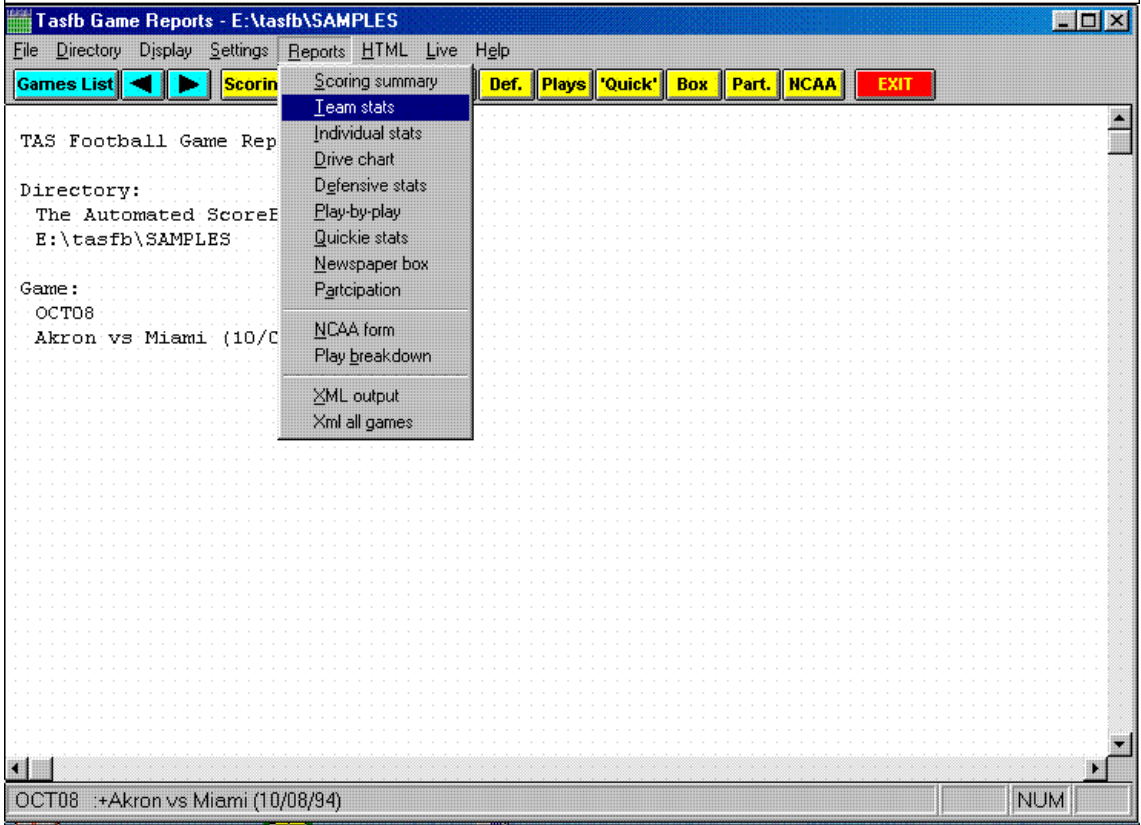 Tasfb Game Reports - E:\tasfb\SAMPLES
File Directory Display Settings Reports HTML Live Help
Games List Scorin Def. Plays 'Quick' Box Part. NCAA EXIT
Scoring summary
Team stats
Individual stats
Drive chart
Defensive stats
Play-by-play
Quickie stats
Newspaper box
Partcipation
NCAA form
Play breakdown
XML output
Xml all games
TAS Football Game Rep
Directory:
The Automated Score
E:\tasfb\SAMPLES
Game:
OCT08
Akron vs Miami (10/
OCT08 :+Akron vs Miami (10/08/94)
NUM